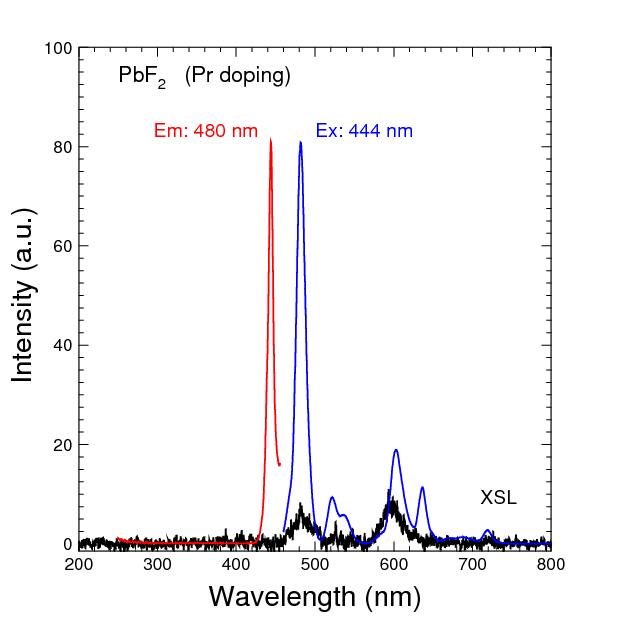 100
PbF2 (Pr doping)
Em: 480 nm Ex: 444 nm
80
60
40
20
XSL
0
200 300 400 500 600 700 800
Intensity (a.u.)
Wavelength (nm)